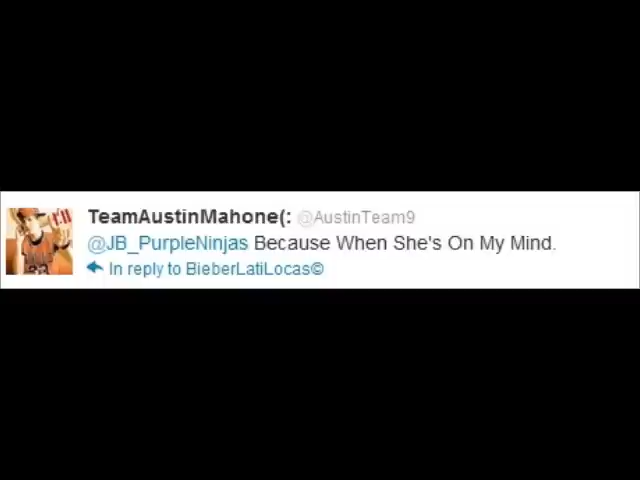 TeamAustinMahone(: @AustinTeam9
@JB_PurpleNinjas Because When She's On My Mind.
In reply to BieberLatiLocas©